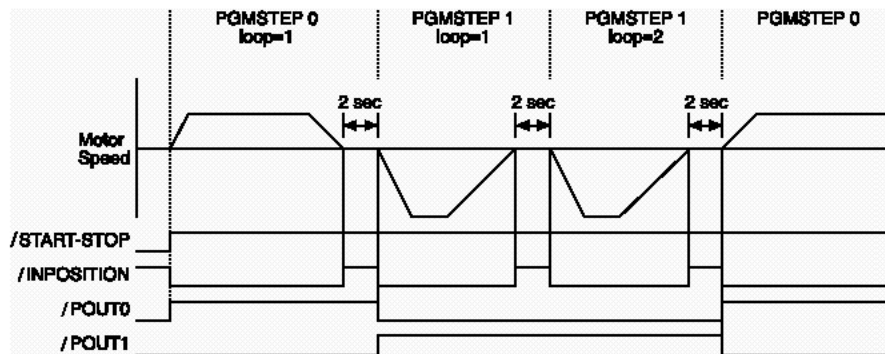 PGMSTEP 0
loop=1
PGMSTEP 1
loop=1
PGMSTEP 1
loop=2
PGMSTEP 0
2 sec
2 sec
2 sec
Motor
Speed
/START-STOP
/INPOSITION
/POUT0
/POUT1